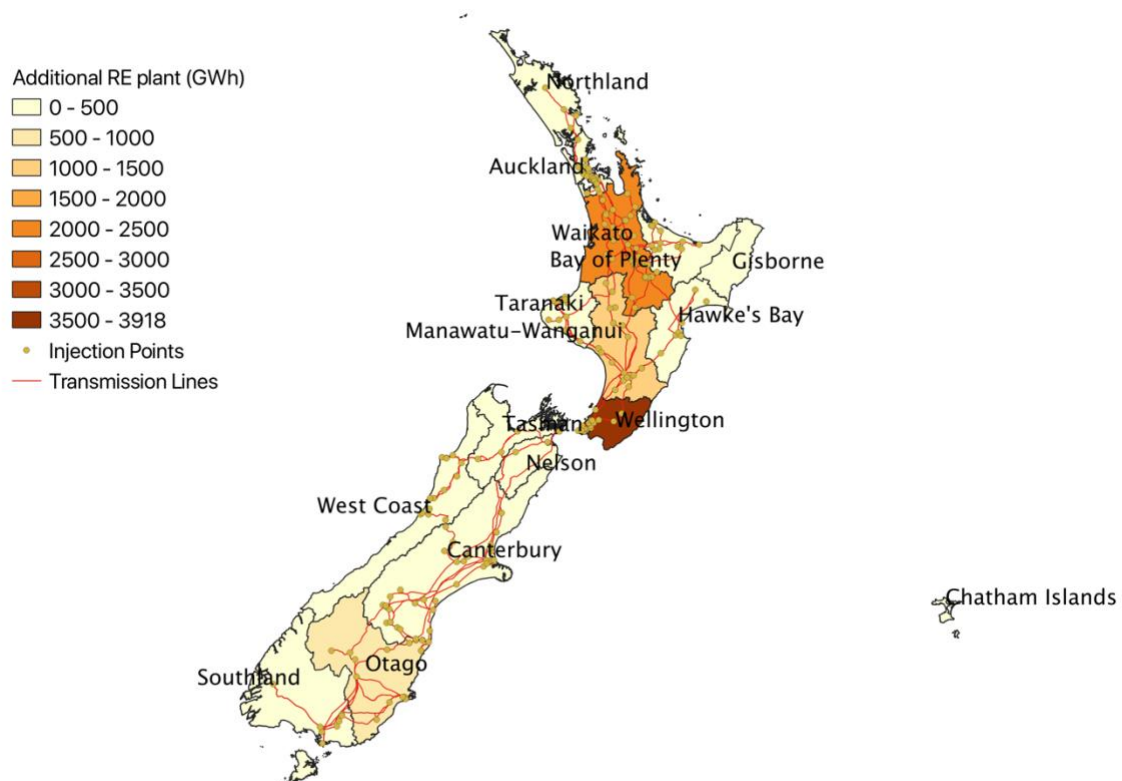 Additional RE plant (GWh)
0 - 500
500 - 1000
1000 - 1500
1500 - 2000
2000 - 2500
2500 - 3000
3000 - 3500
3500 - 3918
Injection Points
Transmission Lines
Northland
Auckland
Waikato
Bay of Plenty
Gisborne
Taranaki
Hawke's Bay
Manawatu-Wanganui
Tasman
Wellington
Nelson
West Coast
Canterbury
Chatham Islands
Otago
Southland